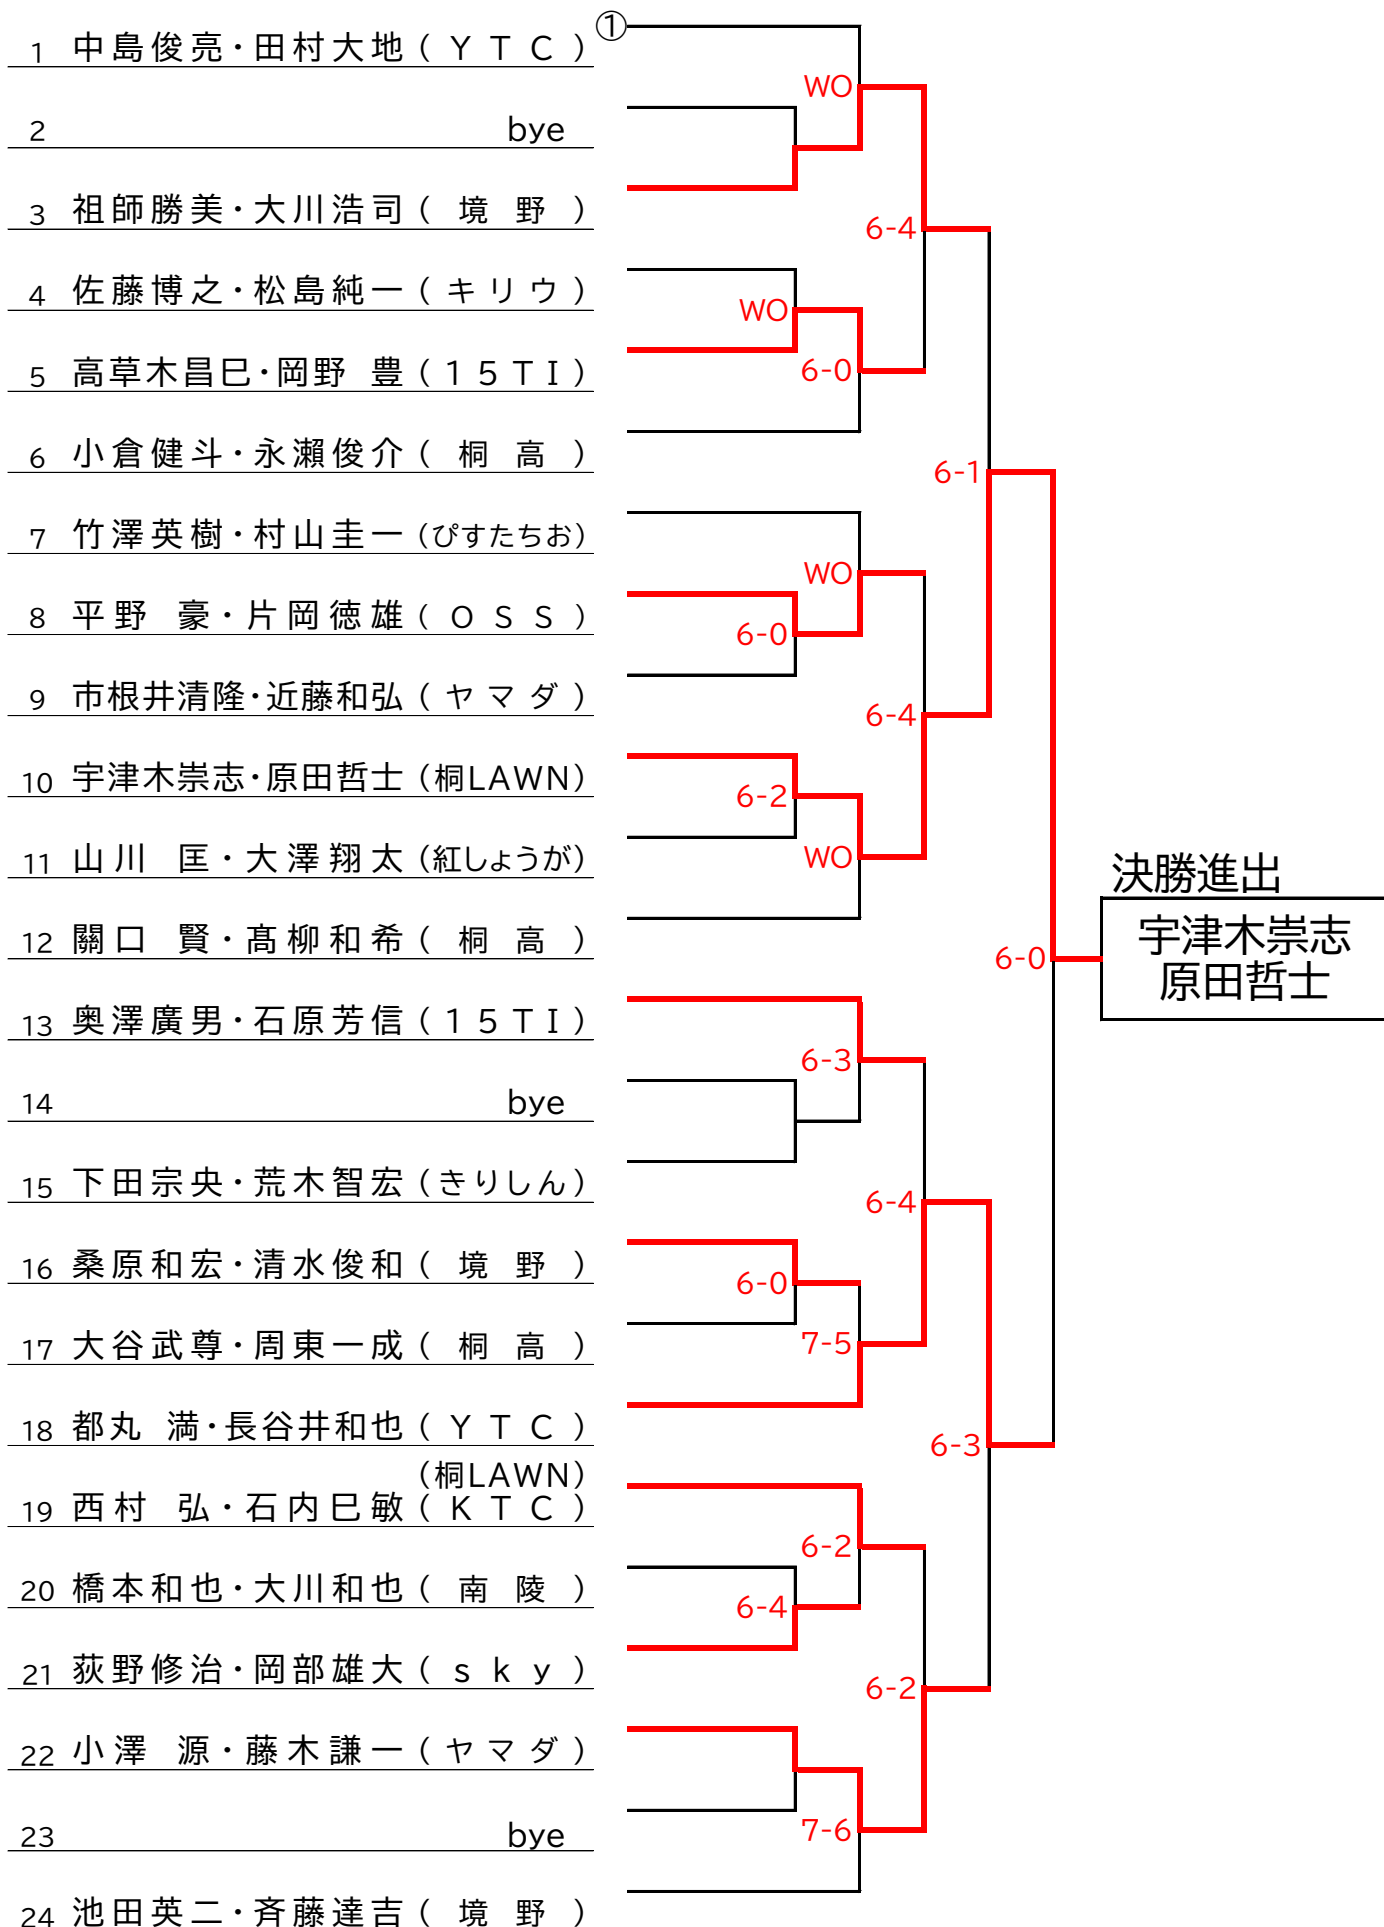 ①
1 中島俊亮・田村大地 ( ＹＴＣ )
WO
2 bye
3 祖師勝美・大川浩司 ( 境野 )
6-4
4 佐藤博之・松島純一 ( キリウ )
WO
5 高草木昌巳・岡野 豊 ( １５ＴＩ )
6-0
6 小倉健斗・永瀬俊介 ( 桐高 )
6-1
7 竹澤英樹・村山圭一 (ぴすたちお)
WO
8 平野 豪・片岡徳雄 ( ＯＳＳ )
6-0
9 市根井清隆・近藤和弘 ( ヤマダ )
6-4
10 宇津木崇志・原田哲士 (桐LAWN)
6-2
11 山川 匡・大澤翔太 (紅しょうが)
WO
決勝進出
12 關口 賢・髙柳和希 ( 桐高 )
宇津木崇志
原田哲士
6-0
13 奥澤廣男・石原芳信 ( １５ＴＩ )
6-3
14 bye
15 下田宗央・荒木智宏 (きりしん)
6-4
16 桑原和宏・清水俊和 ( 境野 )
6-0
17 大谷武尊・周東一成 ( 桐高 )
7-5
18 都丸 満・長谷井和也 ( ＹＴＣ )
6-3
(桐LAWN)
19 西村 弘・石内巳敏 ( ＫＴＣ )
6-2
20 橋本和也・大川和也 ( 南陵 )
6-4
21 荻野修治・岡部雄大 ( ｓｋｙ )
6-2
22 小澤 源・藤木謙一 ( ヤマダ )
23 bye
7-6
24 池田英二・斉藤達吉 ( 境野 )